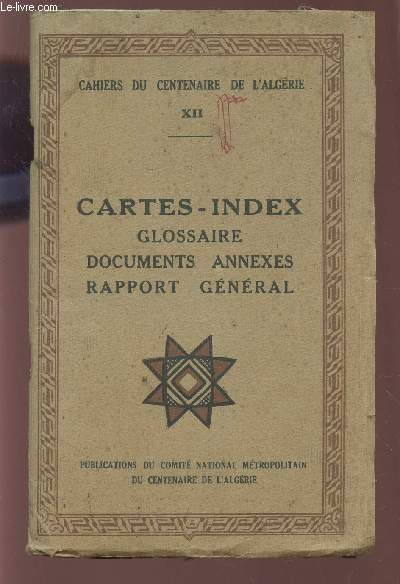 Le-livre.com
CAHIERS DU CENTENAIRE DE L'ALGÉRIE
XII
CARTES-INDEX
GLOSSAIRE
DOCUMENTS ANNEXES
RAPPORT GÉNÉRAL
PUBLICATIONS DU COMITÉ NATIONAL MÉTROPOLITAIN
DU CENTENAIRE DE L'ALGÉRIE